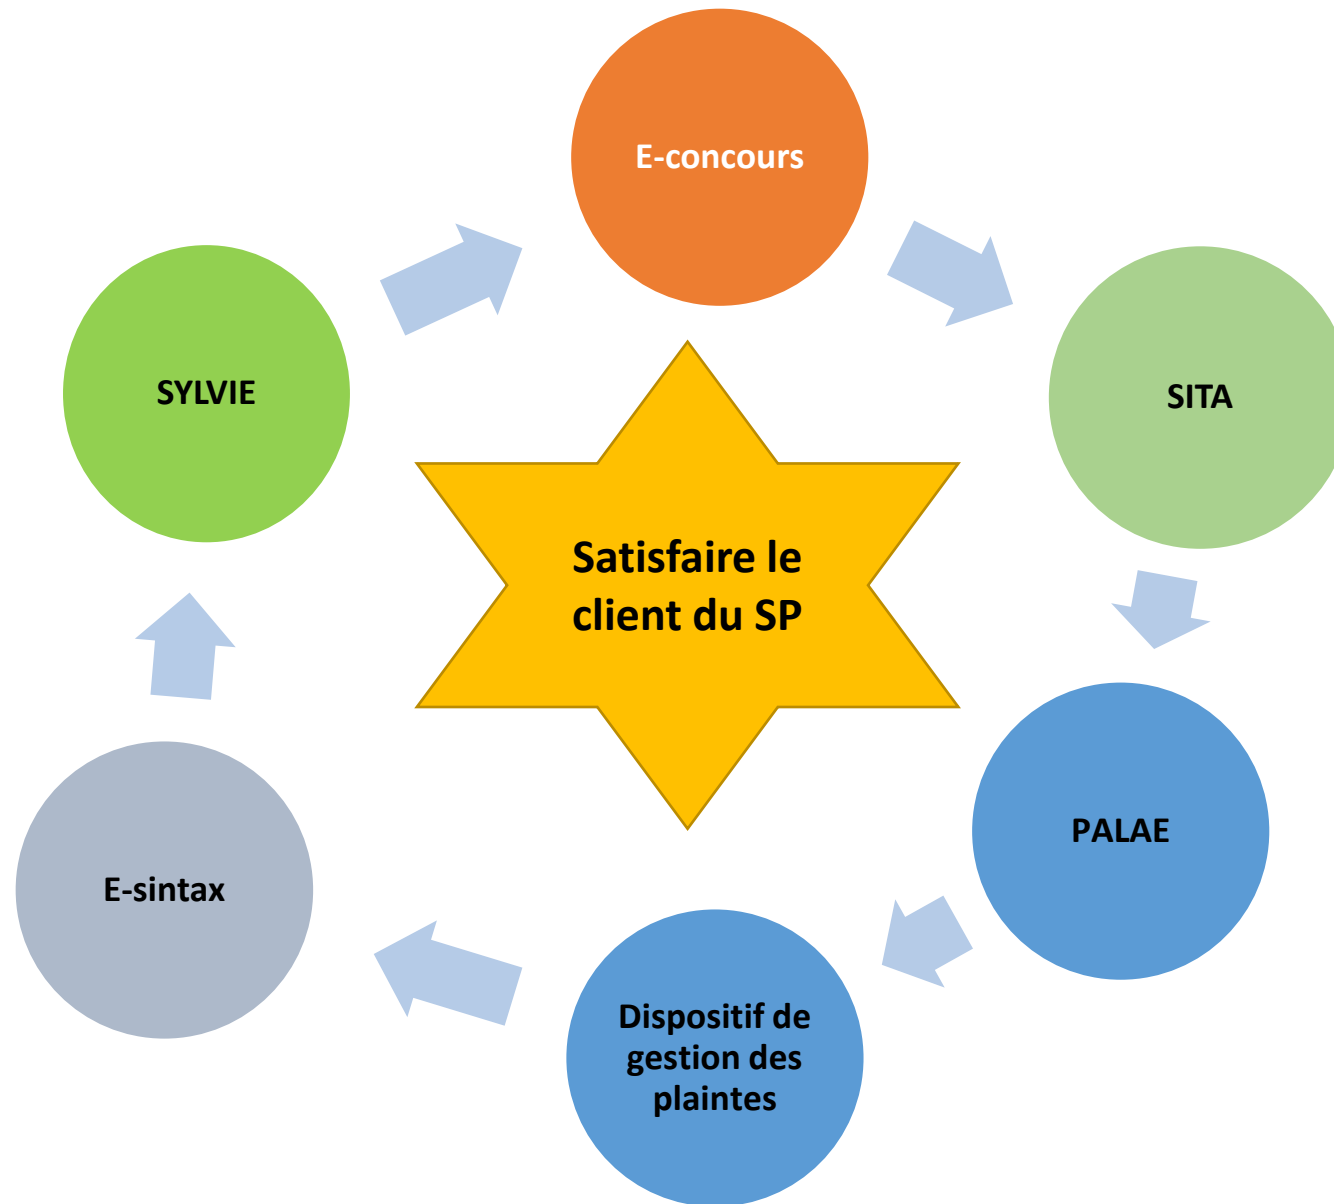 E-concours
SYLVIE
SITA
Satisfaire le
client du SP
PALAE
E-sintax
Dispositif de
gestion des
plaintes